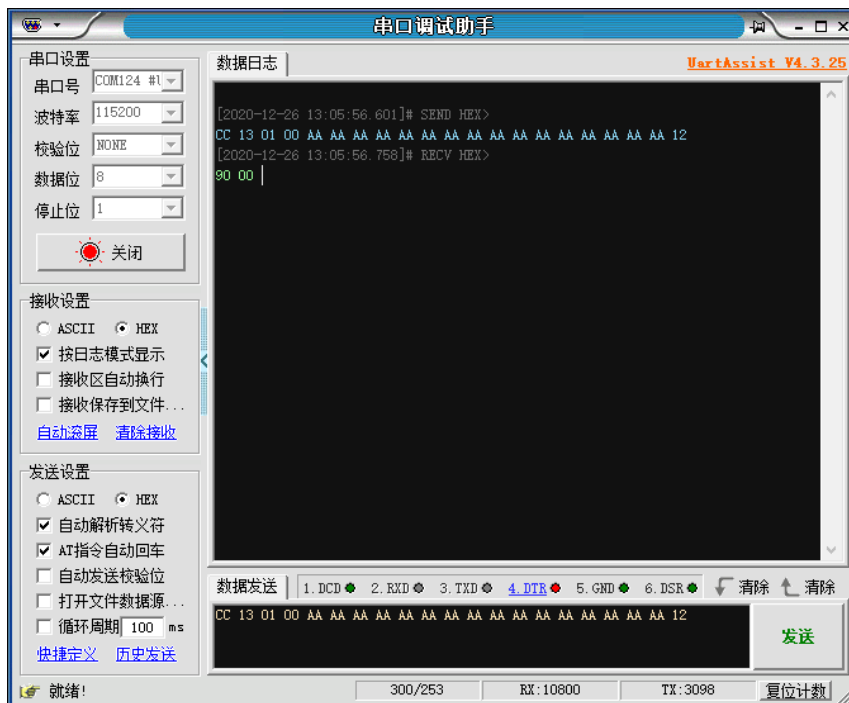 串口调试助手
串口设置
串口号 COM124 #U
波特率 115200
校验位 NONE
数据位 8
停止位 1
关闭
接收设置
ASCII HEX
按日志模式显示
接收区自动换行
接收保存到文件...
自动滚屏 清除接收
发送设置
ASCII HEX
自动解析转义符
AT指令自动回车
自动发送校验位
打开文件数据源...
循环周期 100 ms
快捷定义 历史发送
数据日志 UartAssist V4.3.25
[2020-12-26 13:05:56.601]# SEND HEX>
CC 13 01 00 AA AA AA AA AA AA AA AA AA AA AA AA AA AA AA AA 12
[2020-12-26 13:05:56.758]# RECV HEX>
90 00
数据发送 1.DCD 2.RXD 3.TXD 4.DTR 5.GND 6.DSR 清除 清除
CC 13 01 00 AA AA AA AA AA AA AA AA AA AA AA AA AA AA AA AA 12
发送
就绪! 300/253 RX:10800 TX:3098 复位计数